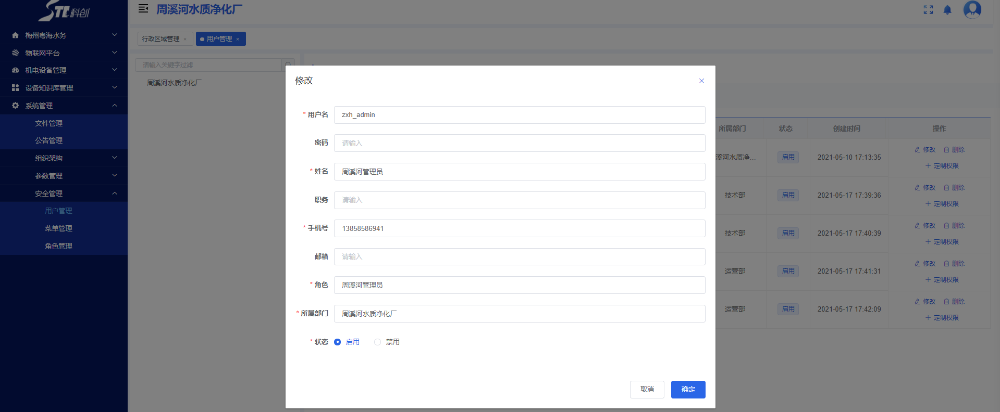 STC科创
周溪河水质净化厂
梅州粤海水务
物联网平台
机电设备管理
设备知识库管理
系统管理
文件管理
公告管理
组织架构
参数管理
安全管理
用户管理
菜单管理
角色管理
行政区域管理 ×
用户管理 ×
请输入关键字过滤
周溪河水质净化厂
修改
* 用户名 zxh_admin
密码 请输入
* 姓名 周溪河管理员
职务 请输入
* 手机号 13858586941
邮箱 请输入
* 角色 周溪河管理员
* 所属部门 周溪河水质净化厂
* 状态 启用 禁用
取消 确定
所属部门 状态 创建时间 操作
溪河水质净... 启用 2021-05-10 17:13:35 修改 删除
+ 定制权限
技术部 启用 2021-05-17 17:39:36 修改 删除
+ 定制权限
技术部 启用 2021-05-17 17:40:39 修改 删除
+ 定制权限
运营部 启用 2021-05-17 17:41:31 修改 删除
+ 定制权限
运营部 启用 2021-05-17 17:42:09 修改 删除
+ 定制权限